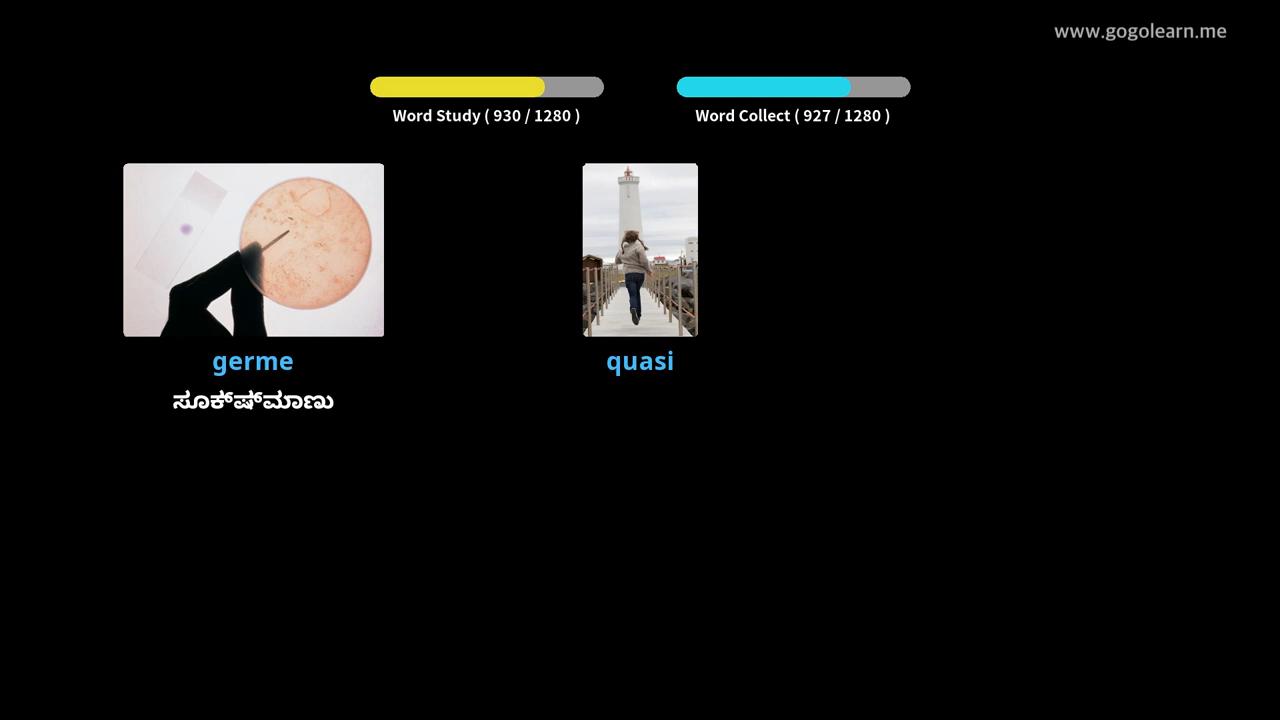 www.gogolearn.me
Word Study ( 930 / 1280 )
Word Collect ( 927 / 1280 )
germe
quasi
ಸೂಕ್‌ಷ್‌ಮಾಣು